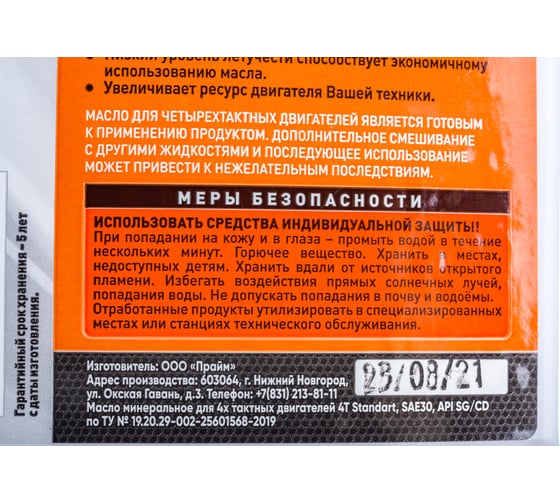 Низкий уровень летучести способствует экономичному
использованию масла.
● Увеличивает ресурс двигателя Вашей техники.
МАСЛО ДЛЯ ЧЕТЫРЕХТАКТНЫХ ДВИГАТЕЛЕЙ ЯВЛЯЕТСЯ ГОТОВЫМ
К ПРИМЕНЕНИЮ ПРОДУКТОМ. ДОПОЛНИТЕЛЬНОЕ СМЕШИВАНИЕ
С ДРУГИМИ ЖИДКОСТЯМИ И ПОСЛЕДУЮЩЕЕ ИСПОЛЬЗОВАНИЕ
МОЖЕТ ПРИВЕСТИ К НЕЖЕЛАТЕЛЬНЫМ ПОСЛЕДСТВИЯМ.
МЕРЫ БЕЗОПАСНОСТИ
ИСПОЛЬЗОВАТЬ СРЕДСТВА ИНДИВИДУАЛЬНОЙ ЗАЩИТЫ!
При попадании на кожу и в глаза – промыть водой в течение
нескольких минут. Горючее вещество. Хранить в местах,
недоступных детям. Хранить вдали от источников открытого
пламени. Избегать воздействия прямых солнечных лучей,
попадания воды. Не допускать попадания в почву и водоёмы.
Отработанные продукты утилизировать в специализированных
местах или станциях технического обслуживания.
Гарантийный срок хранения – 5 лет
с даты изготовления.
Изготовитель: ООО «Прайм»
Адрес производства: 603064, г. Нижний Новгород,
ул. Окская Гавань, д.3. Телефон: +7(831) 213-81-11
Масло минеральное для 4х тактных двигателей 4T Standart, SAE30, API SG/CD
по ТУ № 19.20.29-002-25601568-2019
23/08/21